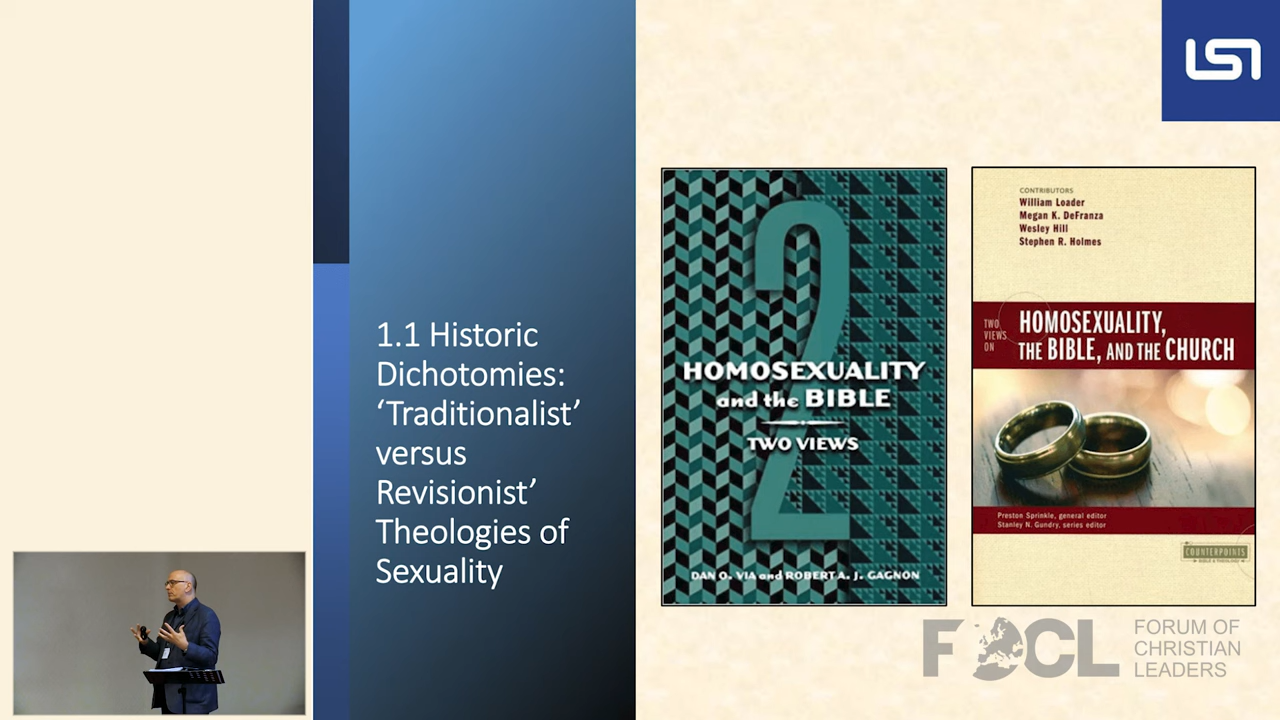 1.1 Historic
Dichotomies:
‘Traditionalist’
versus
Revisionist’
Theologies of
Sexuality
2
HOMOSEXUALITY
and the BIBLE
TWO VIEWS
DAN O. VIA and ROBERT A. J. GAGNON
CONTRIBUTORS
William Loader
Megan K. DeFranza
Wesley Hill
Stephen R. Holmes
TWO
VIEWS
ON
HOMOSEXUALITY,
THE BIBLE, AND THE CHURCH
Preston Sprinkle, general editor
Stanley N. Gundry, series editor
COUNTERPOINTS
BIBLE & THEOLOGY
FOCL
FORUM OF
CHRISTIAN
LEADERS